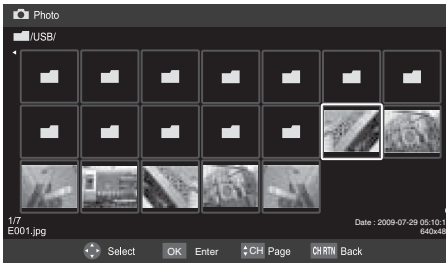 Photo
/USB/
1/7
E001.jpg
Date : 2009-07-29 05:10:1
640x48
Select OK Enter CH Page CH RTN Back